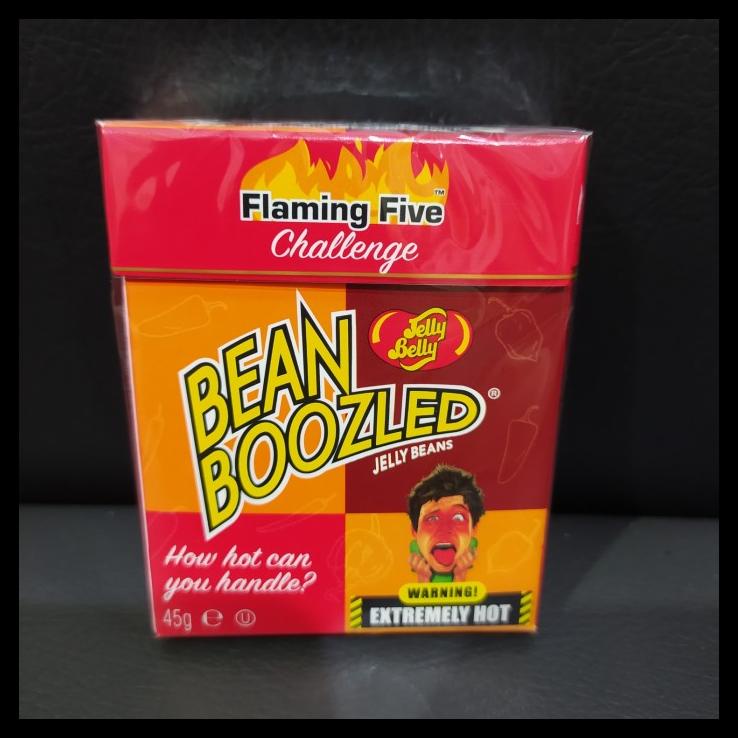 Flaming Five™
Challenge
Jelly
Belly
BEAN
BOOZLED®
JELLY BEANS
How hot can
you handle?
WARNING!
EXTREMELY HOT
45g ℮ U